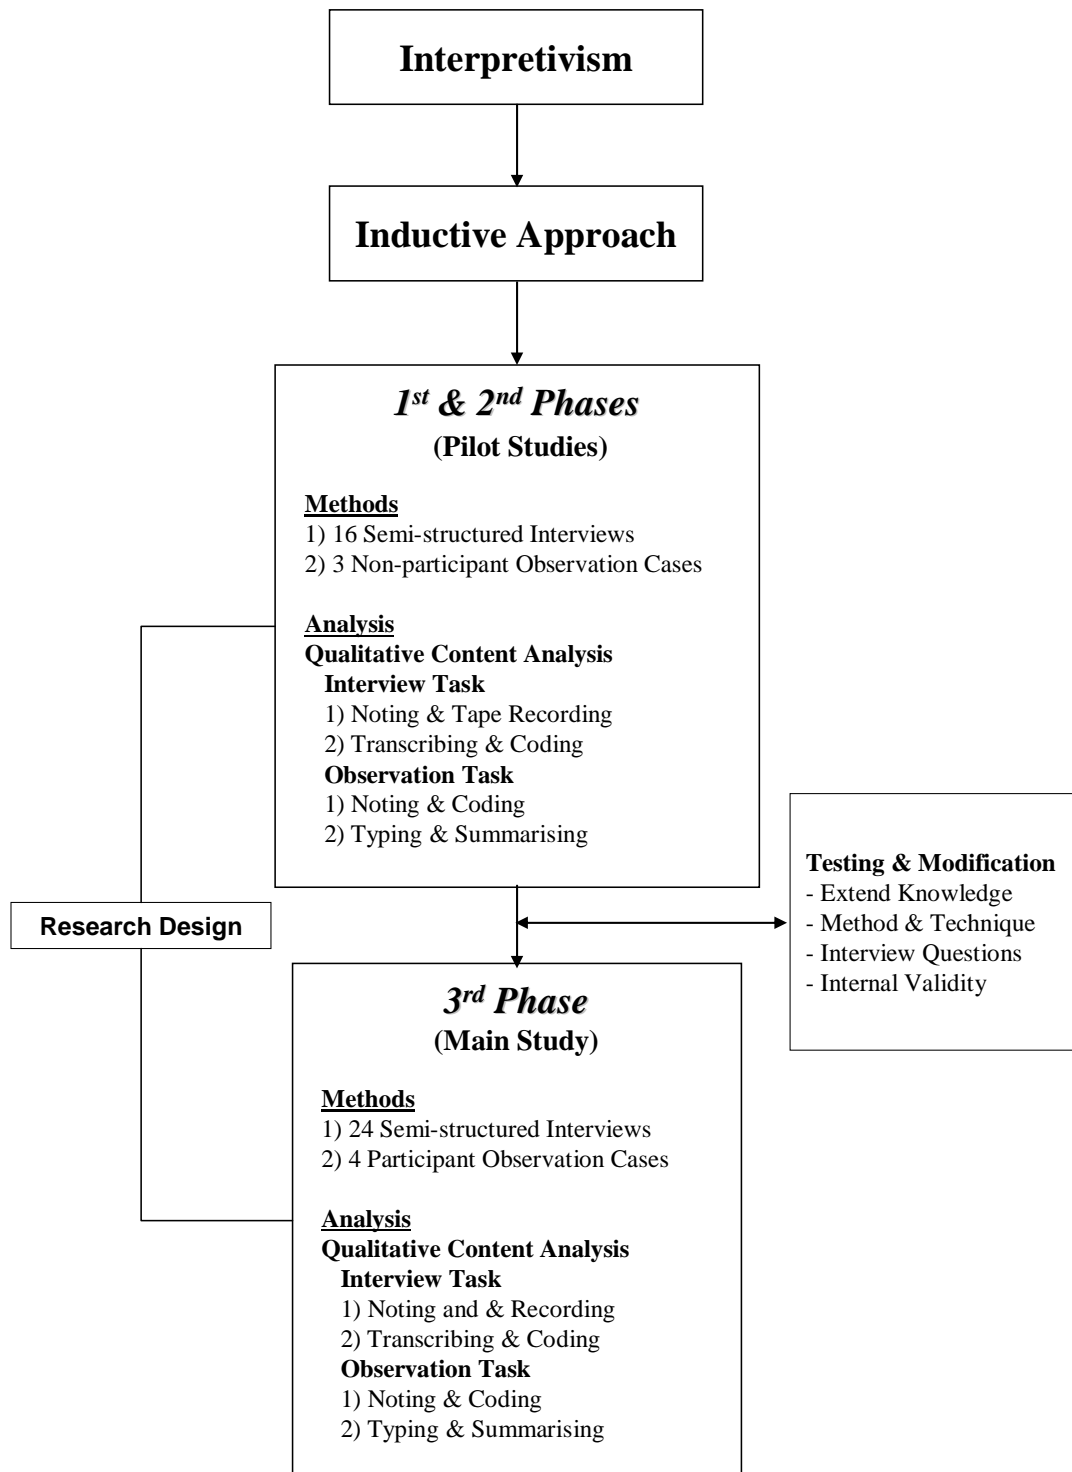 Interpretivism
Inductive Approach
1st & 2nd Phases
(Pilot Studies)
Methods
1) 16 Semi-structured Interviews
2) 3 Non-participant Observation Cases
Analysis
Qualitative Content Analysis
Interview Task
1) Noting & Tape Recording
2) Transcribing & Coding
Observation Task
1) Noting & Coding
2) Typing & Summarising
Testing & Modification
- Extend Knowledge
- Method & Technique
- Interview Questions
- Internal Validity
Research Design
3rd Phase
(Main Study)
Methods
1) 24 Semi-structured Interviews
2) 4 Participant Observation Cases
Analysis
Qualitative Content Analysis
Interview Task
1) Noting and & Recording
2) Transcribing & Coding
Observation Task
1) Noting & Coding
2) Typing & Summarising